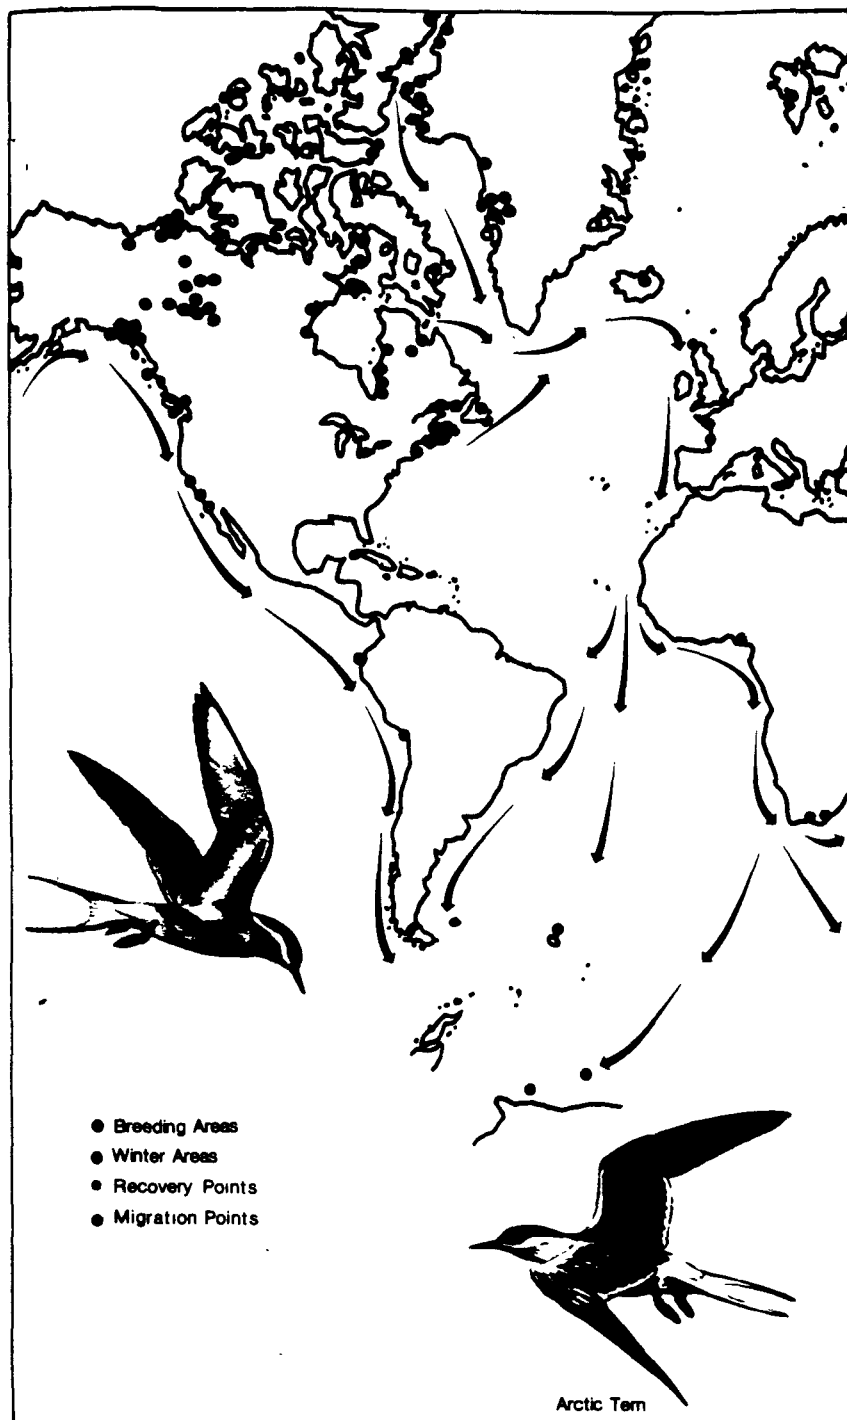 Breeding Areas
Winter Areas
Recovery Points
Migration Points
Arctic Tern